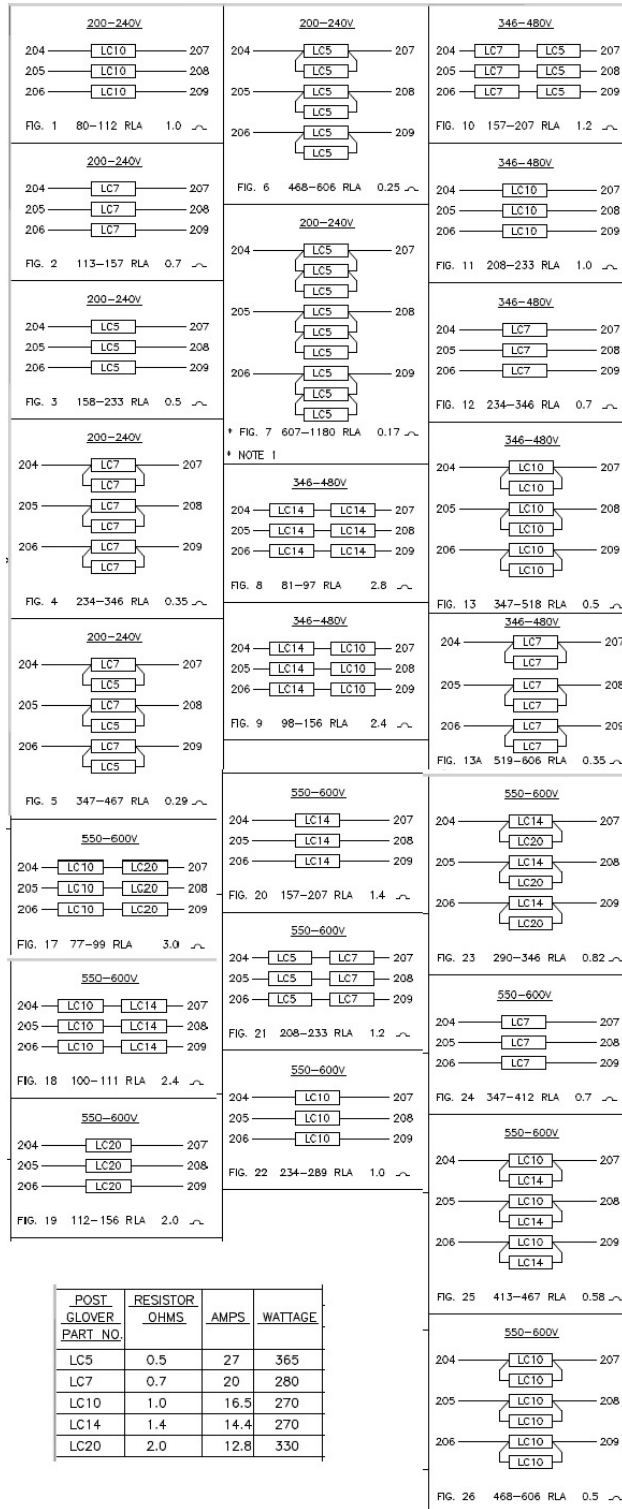 200-240V
204 LC10 207
205 LC10 208
206 LC10 209
FIG. 1 80-112 RLA 1.0
200-240V
204 LC7 207
205 LC7 208
206 LC7 209
FIG. 2 113-157 RLA 0.7
200-240V
204 LC5 207
205 LC5 208
206 LC5 209
FIG. 3 158-233 RLA 0.5
200-240V
204 LC7 207
LC7
205 LC7 208
LC7
206 LC7 209
LC7
FIG. 4 234-346 RLA 0.35
200-240V
204 LC7 207
LC5
205 LC7 208
LC5
206 LC7 209
LC5
FIG. 5 347-467 RLA 0.29
550-600V
204 LC10 LC20 207
205 LC10 LC20 208
206 LC10 LC20 209
FIG. 17 77-99 RLA 3.0
550-600V
204 LC10 LC14 207
205 LC10 LC14 208
206 LC10 LC14 209
FIG. 18 100-111 RLA 2.4
550-600V
204 LC20 207
205 LC20 208
206 LC20 209
FIG. 19 112-156 RLA 2.0
200-240V
204 LC5 207
LC5
205 LC5 208
LC5
206 LC5 209
LC5
FIG. 6 468-606 RLA 0.25
200-240V
204 LC5 207
LC5
LC5
205 LC5 208
LC5
LC5
206 LC5 209
LC5
LC5
* FIG. 7 607-1180 RLA 0.17
* NOTE 1
346-480V
204 LC14 LC14 207
205 LC14 LC14 208
206 LC14 LC14 209
FIG. 8 81-97 RLA 2.8
346-480V
204 LC14 LC10 207
205 LC14 LC10 208
206 LC14 LC10 209
FIG. 9 98-156 RLA 2.4
550-600V
204 LC14 207
205 LC14 208
206 LC14 209
FIG. 20 157-207 RLA 1.4
550-600V
204 LC5 LC7 207
205 LC5 LC7 208
206 LC5 LC7 209
FIG. 21 208-233 RLA 1.2
550-600V
204 LC10 207
205 LC10 208
206 LC10 209
FIG. 22 234-289 RLA 1.0
346-480V
204 LC7 LC5 207
205 LC7 LC5 208
206 LC7 LC5 209
FIG. 10 157-207 RLA 1.2
346-480V
204 LC10 207
205 LC10 208
206 LC10 209
FIG. 11 208-233 RLA 1.0
346-480V
204 LC7 207
205 LC7 208
206 LC7 209
FIG. 12 234-346 RLA 0.7
346-480V
204 LC10 207
LC10
205 LC10 208
LC10
206 LC10 209
LC10
FIG. 13 347-518 RLA 0.5
346-480V
204 LC7 207
LC7
205 LC7 208
LC7
206 LC7 209
LC7
FIG. 13A 519-606 RLA 0.35
550-600V
204 LC14 207
LC20
205 LC14 208
LC20
206 LC14 209
LC20
FIG. 23 290-346 RLA 0.82
550-600V
204 LC7 207
205 LC7 208
206 LC7 209
FIG. 24 347-412 RLA 0.7
550-600V
204 LC10 207
LC14
205 LC10 208
LC14
206 LC10 209
LC14
FIG. 25 413-467 RLA 0.58
550-600V
204 LC10 207
LC10
205 LC10 208
LC10
206 LC10 209
LC10
FIG. 26 468-606 RLA 0.5
POST GLOVER PART NO. RESISTOR OHMS AMPS WATTAGE
LC5 0.5 27 365
LC7 0.7 20 280
LC10 1.0 16.5 270
LC14 1.4 14.4 270
LC20 2.0 12.8 330